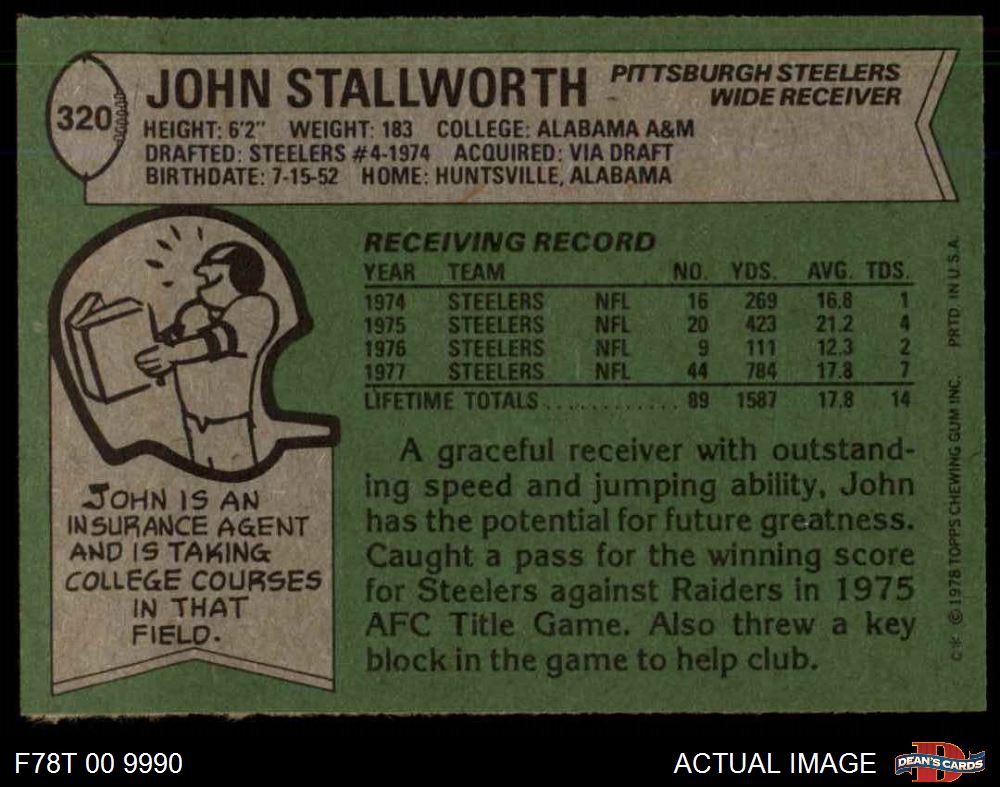 320
JOHN STALLWORTH
PITTSBURGH STEELERS
WIDE RECEIVER
HEIGHT: 6'2" WEIGHT: 183 COLLEGE: ALABAMA A&M
DRAFTED: STEELERS #4-1974 ACQUIRED: VIA DRAFT
BIRTHDATE: 7-15-52 HOME: HUNTSVILLE, ALABAMA
RECEIVING RECORD
YEAR TEAM NO. YDS. AVG. TDS.
1974 STEELERS NFL 16 269 16.8 1
1975 STEELERS NFL 20 423 21.2 4
1976 STEELERS NFL 9 111 12.3 2
1977 STEELERS NFL 44 784 17.8 7
LIFETIME TOTALS............ 89 1587 17.8 14
A graceful receiver with outstand-
ing speed and jumping ability, John
has the potential for future greatness.
Caught a pass for the winning score
for Steelers against Raiders in 1975
AFC Title Game. Also threw a key
block in the game to help club.
JOHN IS AN
INSURANCE AGENT
AND IS TAKING
COLLEGE COURSES
IN THAT
FIELD.
C** © 1978 TOPPS CHEWING GUM INC. PRTD. IN U.S.A.
F78T 00 9990
ACTUAL IMAGE
DEAN'S CARDS